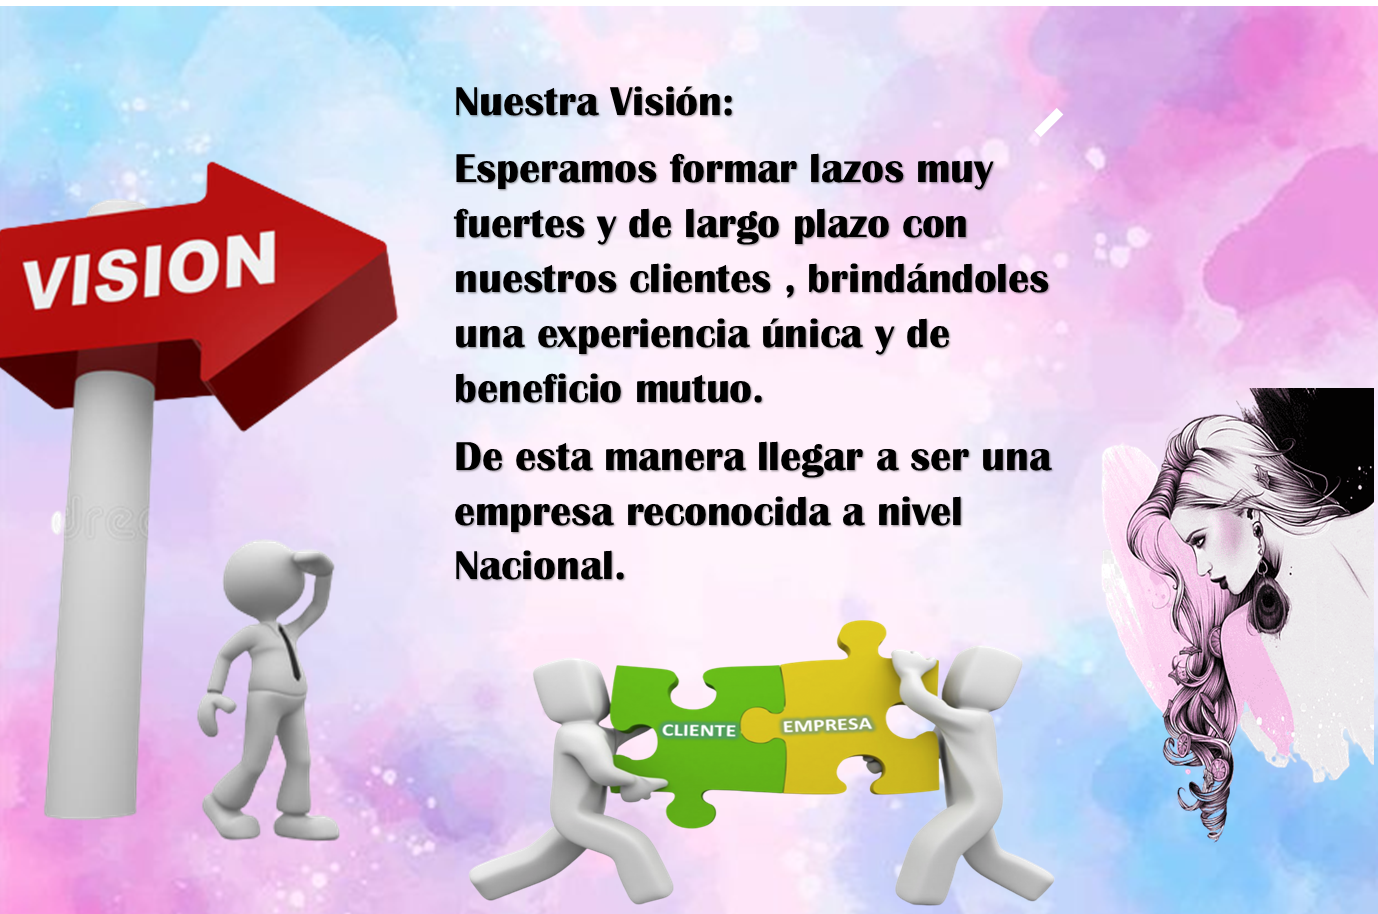 Nuestra Visión:
Esperamos formar lazos muy
fuertes y de largo plazo con
nuestros clientes , brindándoles
una experiencia única y de
beneficio mutuo.
De esta manera llegar a ser una
empresa reconocida a nivel
Nacional.
VISION
CLIENTE
EMPRESA